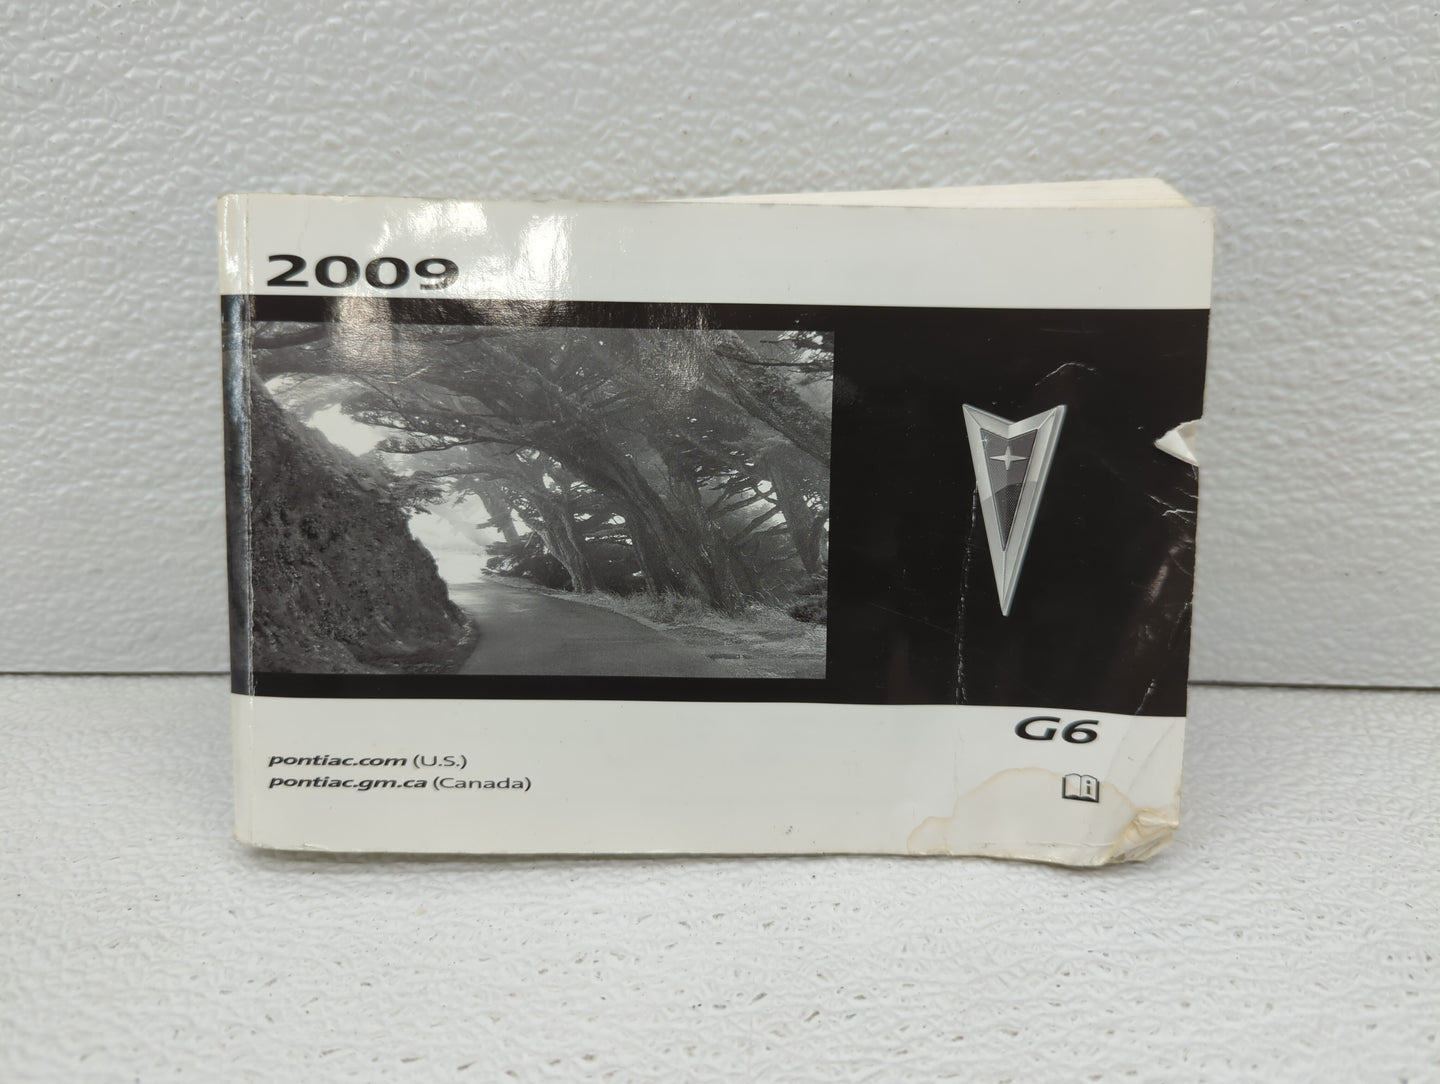 2009
G6
pontiac.com (U.S.)
pontiac.gm.ca (Canada)
i